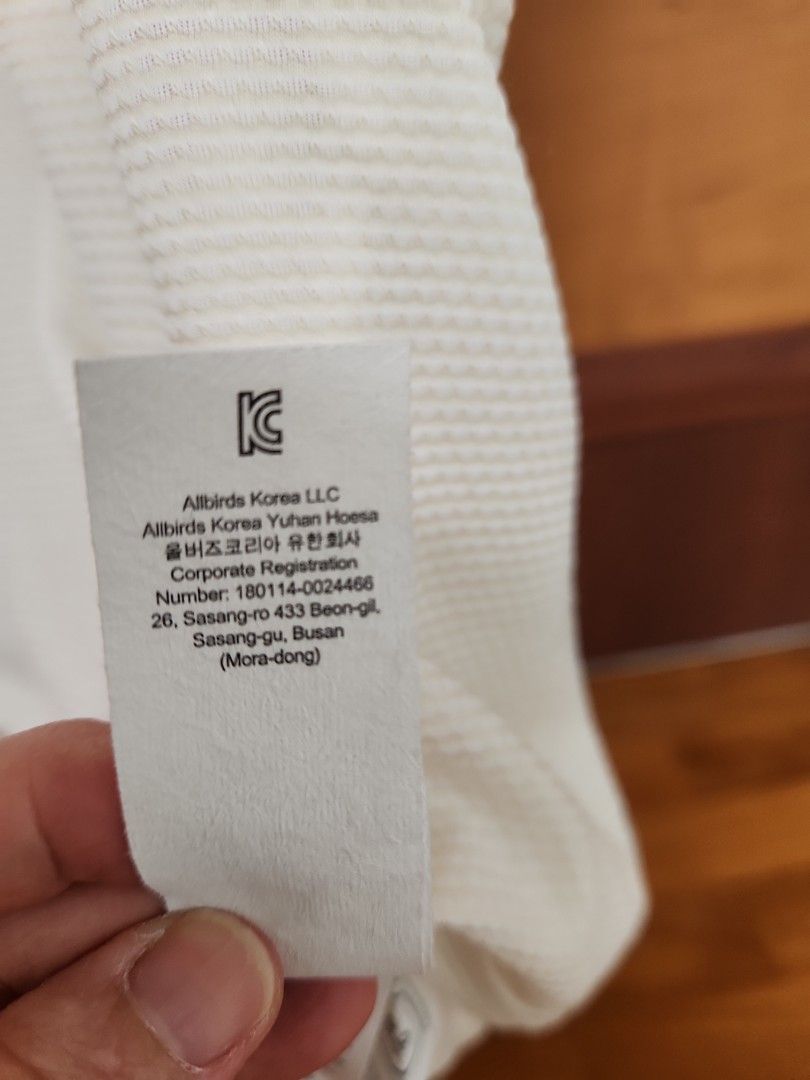 KC
Allbirds Korea LLC
Allbirds Korea Yuhan Hoesa
올버즈코리아 유한회사
Corporate Registration
Number: 180114-0024466
26, Sasang-ro 433 Beon-gil,
Sasang-gu, Busan
(Mora-dong)